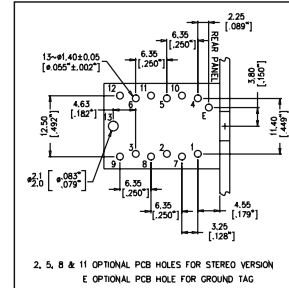 2.25
[.089"]
6.35
[.250"]
13~ø1.40±0.05
[ø.055"±.002"]
6.35
[.250"]
REAR PANEL
3.80
[.150"]
12 11 10
6 5 4
4.63
[.182"]
E
13
12.50
[.492"]
11.40
[.449"]
ø2.1
2.0 [ø.083"
.079"]
3 2 1
9 8 7
6.35
[.250"]
6.35
[.250"]
4.55
[.179"]
3.25
[.128"]
2, 5, 8 & 11 OPTIONAL PCB HOLES FOR STEREO VERSION
E OPTIONAL PCB HOLE FOR GROUND TAG